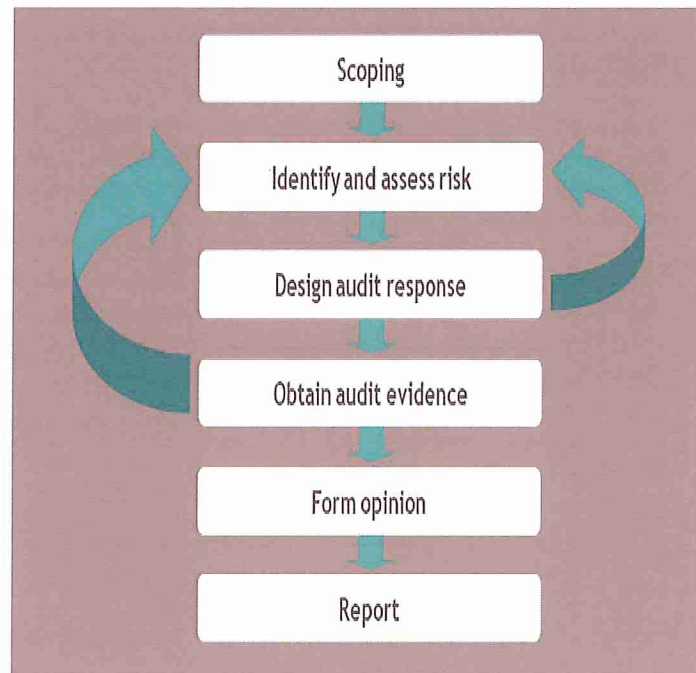 Scoping
Identify and assess risk
Design audit response
Obtain audit evidence
Form opinion
Report